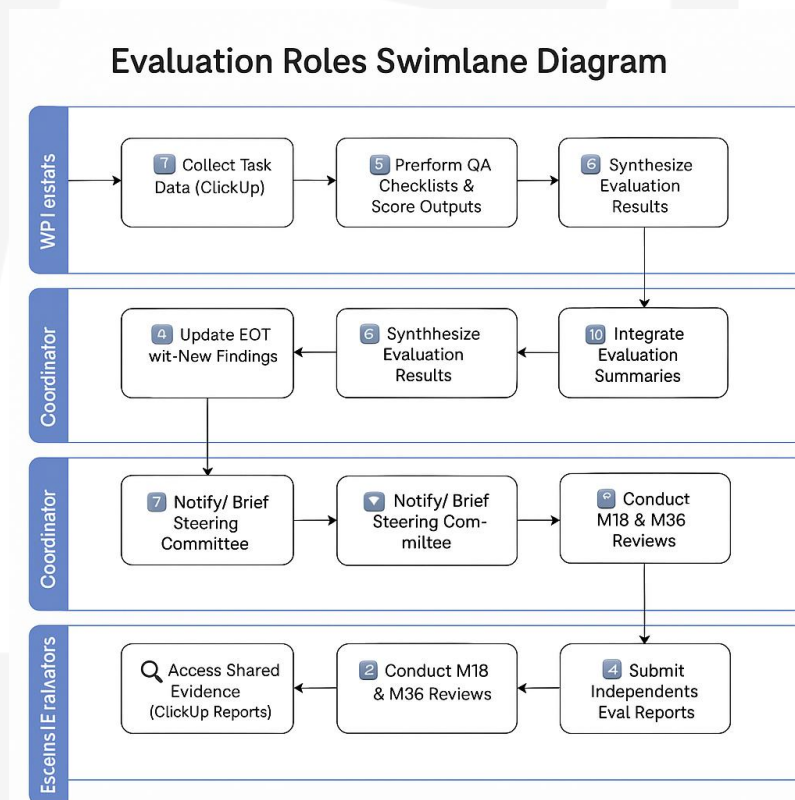 Evaluation Roles Swimlane Diagram
WP l eistats
7 Collect Task
Data (ClickUp)
5 Prerform QA
Checklists &
Score Outputs
6 Synthesize
Evaluation
Results
Coordinator
4 Update EOT
wit-New Findings
6 Synthhesize
Evaluation
Results
10 Integrate
Evaluation
Summaries
Coordinator
7 Notify/ Brief
Steering
Committee
Notify/ Brief
Steering Com-
miltee
Conduct
M18 & M36
Reviews
Access Shared
Evidence
(ClickUp Reports)
2 Conduct M18
& M36 Reviews
4 Submit
Independents
Eval Reports